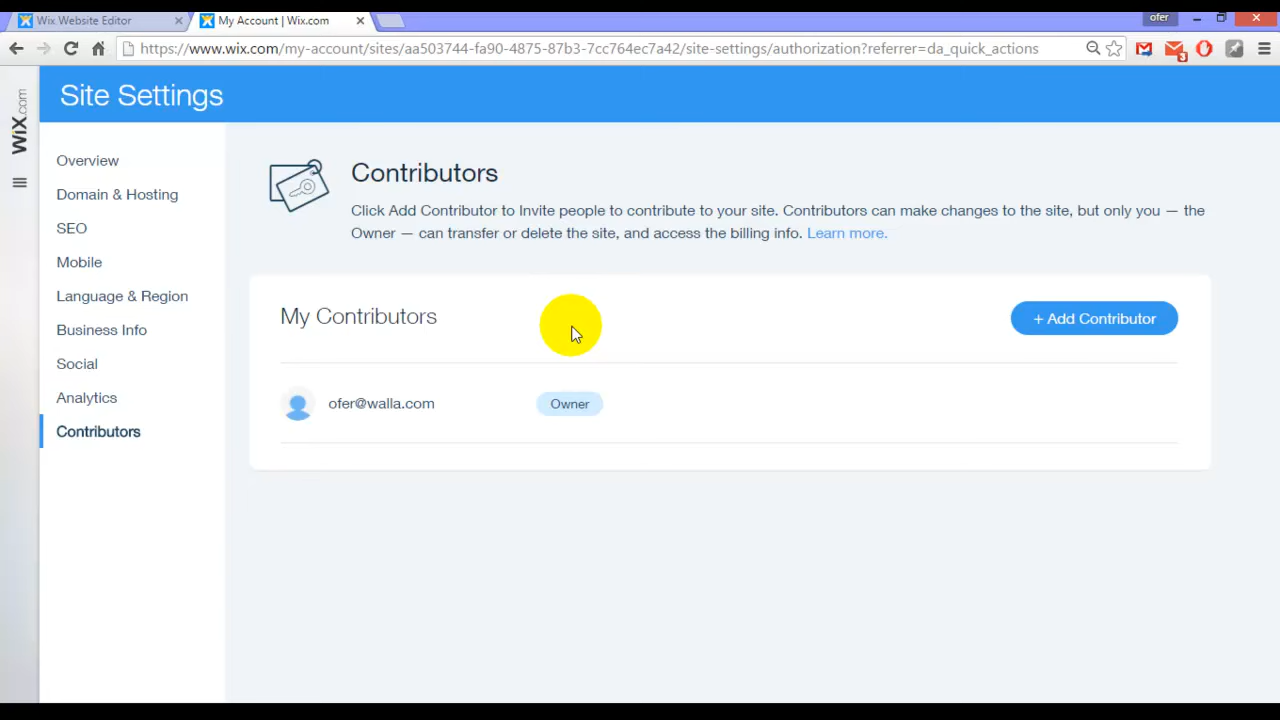 Wix Website Editor
My Account | Wix.com
ofer
https://www.wix.com/my-account/sites/aa503744-fa90-4875-87b3-7cc764ec7a42/site-settings/authorization?referrer=da_quick_actions
3
WiX.com
Site Settings
Overview
Domain & Hosting
SEO
Mobile
Language & Region
Business Info
Social
Analytics
Contributors
Contributors
Click Add Contributor to Invite people to contribute to your site. Contributors can make changes to the site, but only you — the
Owner — can transfer or delete the site, and access the billing info. Learn more.
My Contributors
+ Add Contributor
ofer@walla.com
Owner